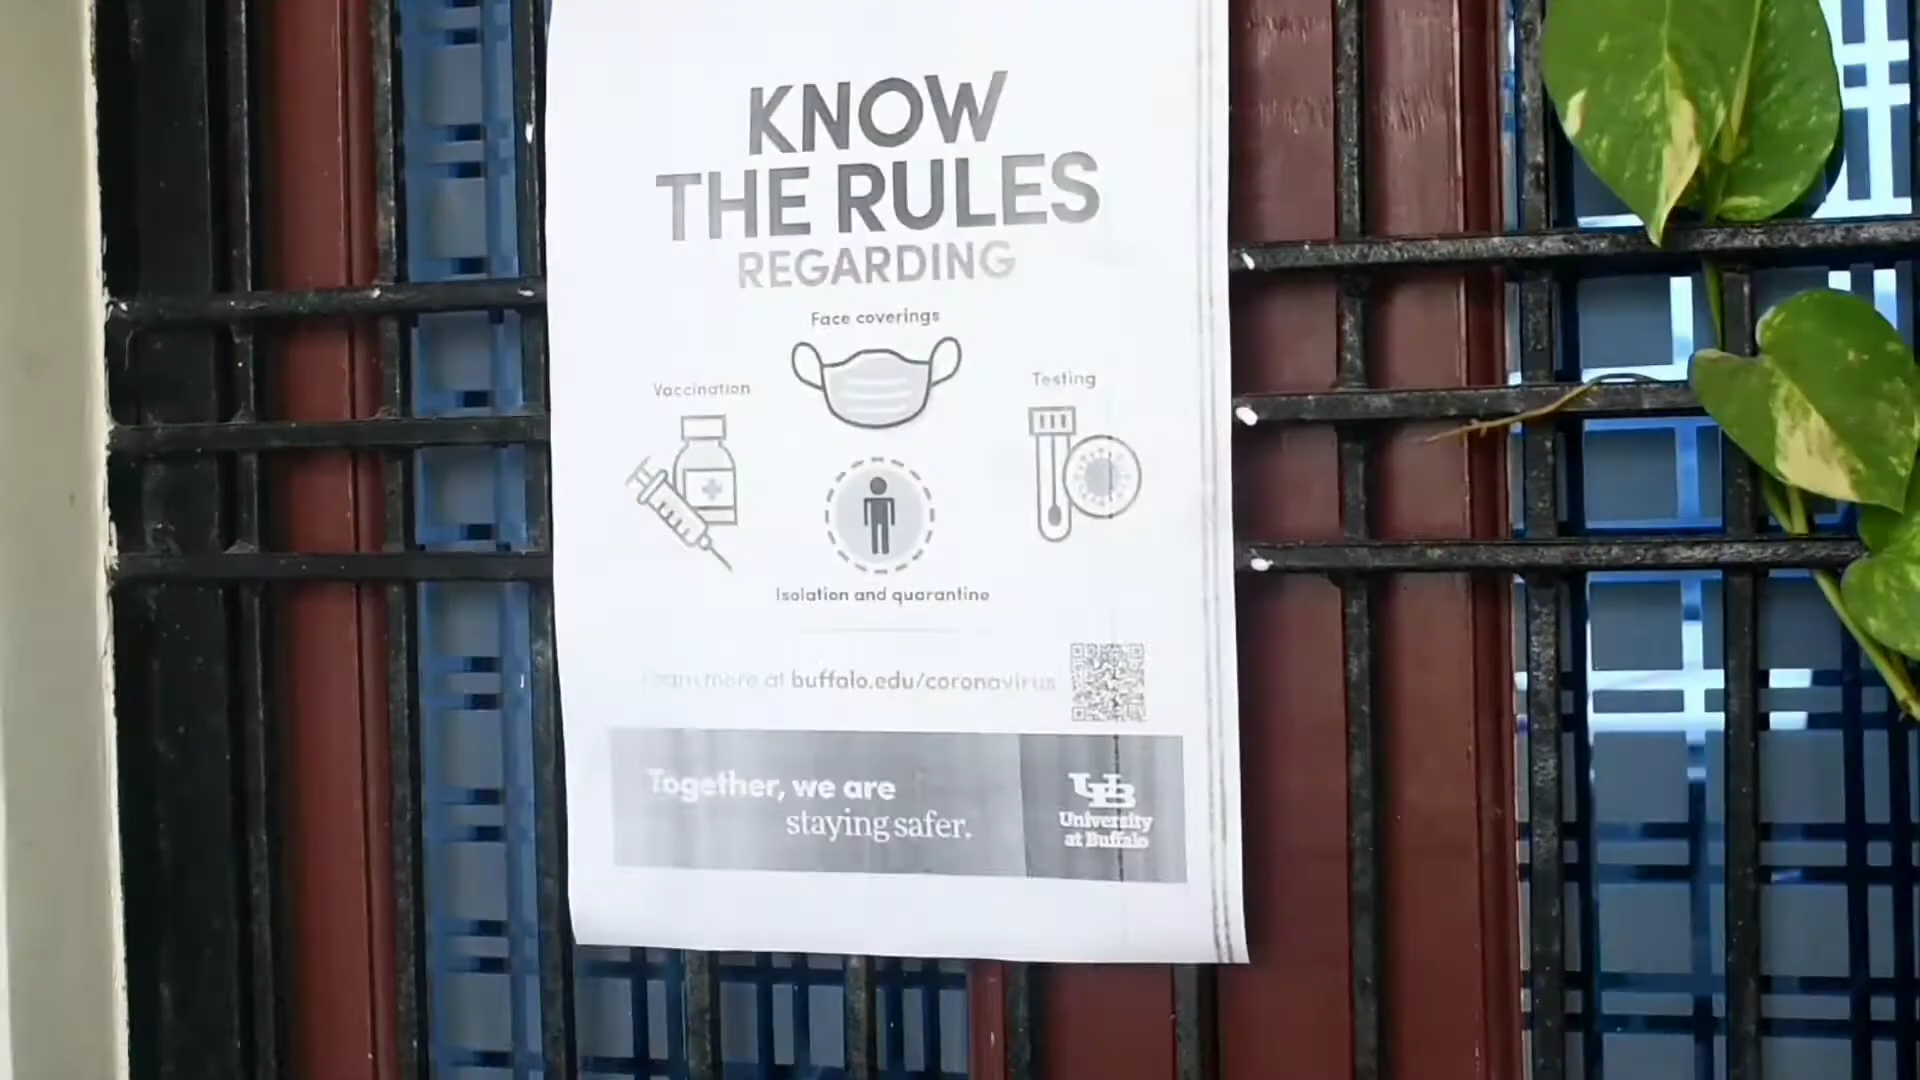 KNOW
THE RULES
REGARDING
Face coverings
Vaccination
Testing
Isolation and quarantine
Learn more at buffalo.edu/coronavirus
Together, we are
staying safer.
UB
University
at Buffalo